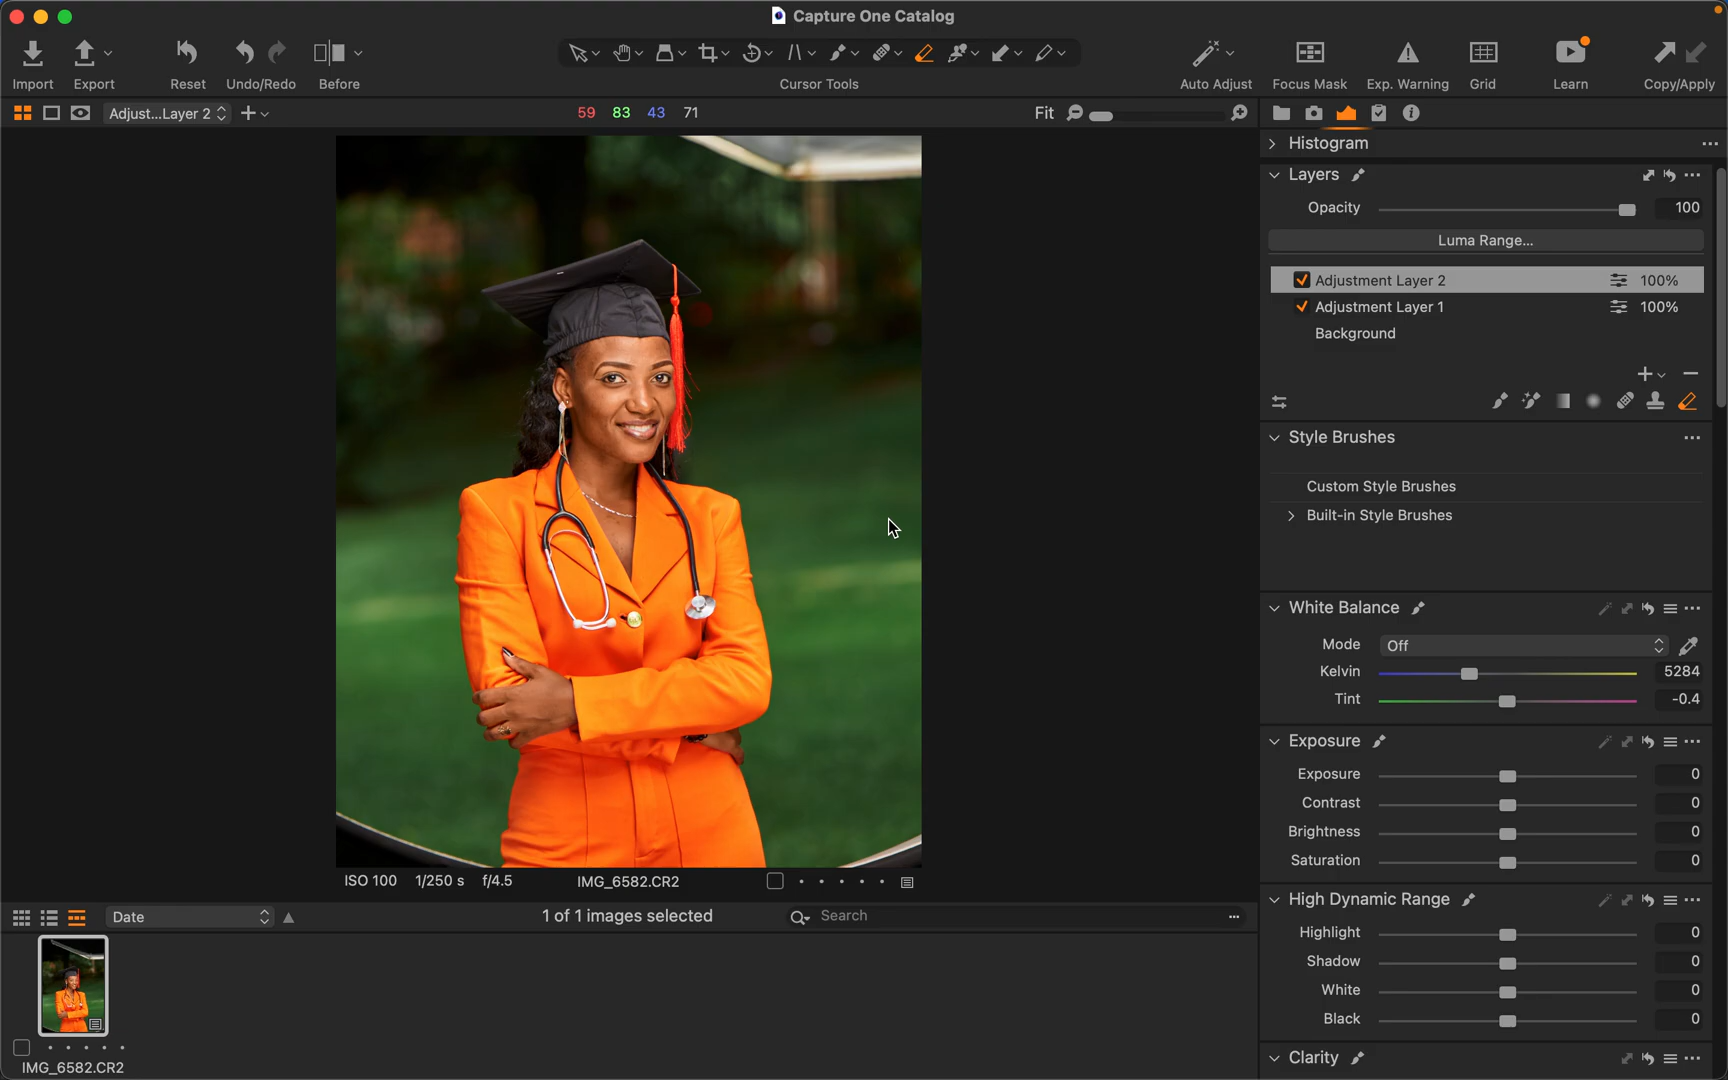 Capture One Catalog
Import
Export
Reset
Undo/Redo
Before
Cursor Tools
Auto Adjust
Focus Mask
Exp. Warning
Grid
Learn
Copy/Apply
Adjust...Layer 2
59 83 43 71
Fit
Histogram
Layers
Opacity 100
Luma Range...
Adjustment Layer 2 100%
Adjustment Layer 1 100%
Background
Style Brushes
Custom Style Brushes
Built-in Style Brushes
White Balance
Mode Off
Kelvin 5284
Tint -0.4
Exposure
Exposure 0
Contrast 0
Brightness 0
Saturation 0
High Dynamic Range
Highlight 0
Shadow 0
White 0
Black 0
Clarity
ISO 100 1/250 s f/4.5 IMG_6582.CR2
Date
1 of 1 images selected
Search
IMG_6582.CR2